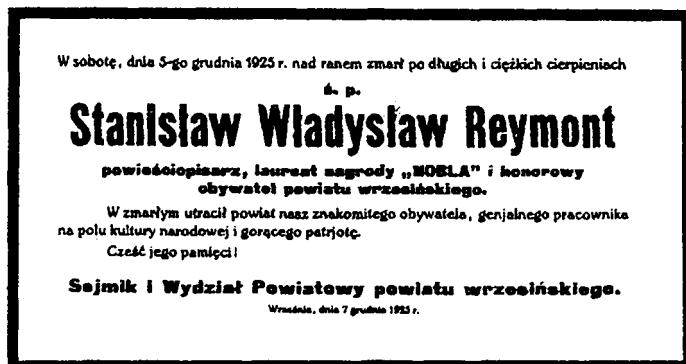 W sobotę, dnia 5-go grudnia 1925 r. nad ranem zmarł po długich i ciężkich cierpieniach
ś. p.
Stanisław Władysław Reymont
powieściopisarz, laureat nagrody „NOBLA” i honorowy
obywatel powiatu wrzesińskiego.
W zmarłym utracił powiat nasz znakomitego obywatela, genjalnego pracownika
na polu kultury narodowej i gorącego patrjotę.
Cześć jego pamięci!
Sejmik i Wydział Powiatowy powiatu wrzesińskiego.
Września, dnia 7 grudnia 1925 r.